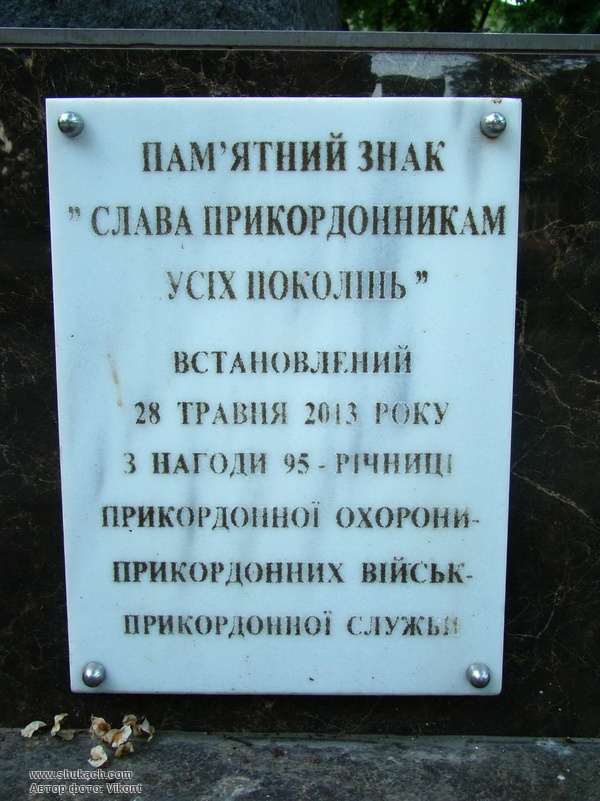 ПАМ’ЯТНИЙ ЗНАК
” СЛАВА ПРИКОРДОННИКАМ
УСІХ ПОКОЛІНЬ ”
ВСТАНОВЛЕНИЙ
28 ТРАВНЯ 2013 РОКУ
З НАГОДИ 95 - РІЧНИЦІ
ПРИКОРДОННОЇ ОХОРОНИ-
ПРИКОРДОННИХ ВІЙСЬК-
ПРИКОРДОННОЇ СЛУЖБИ
www.shukach.com
Автор фото: Vikont